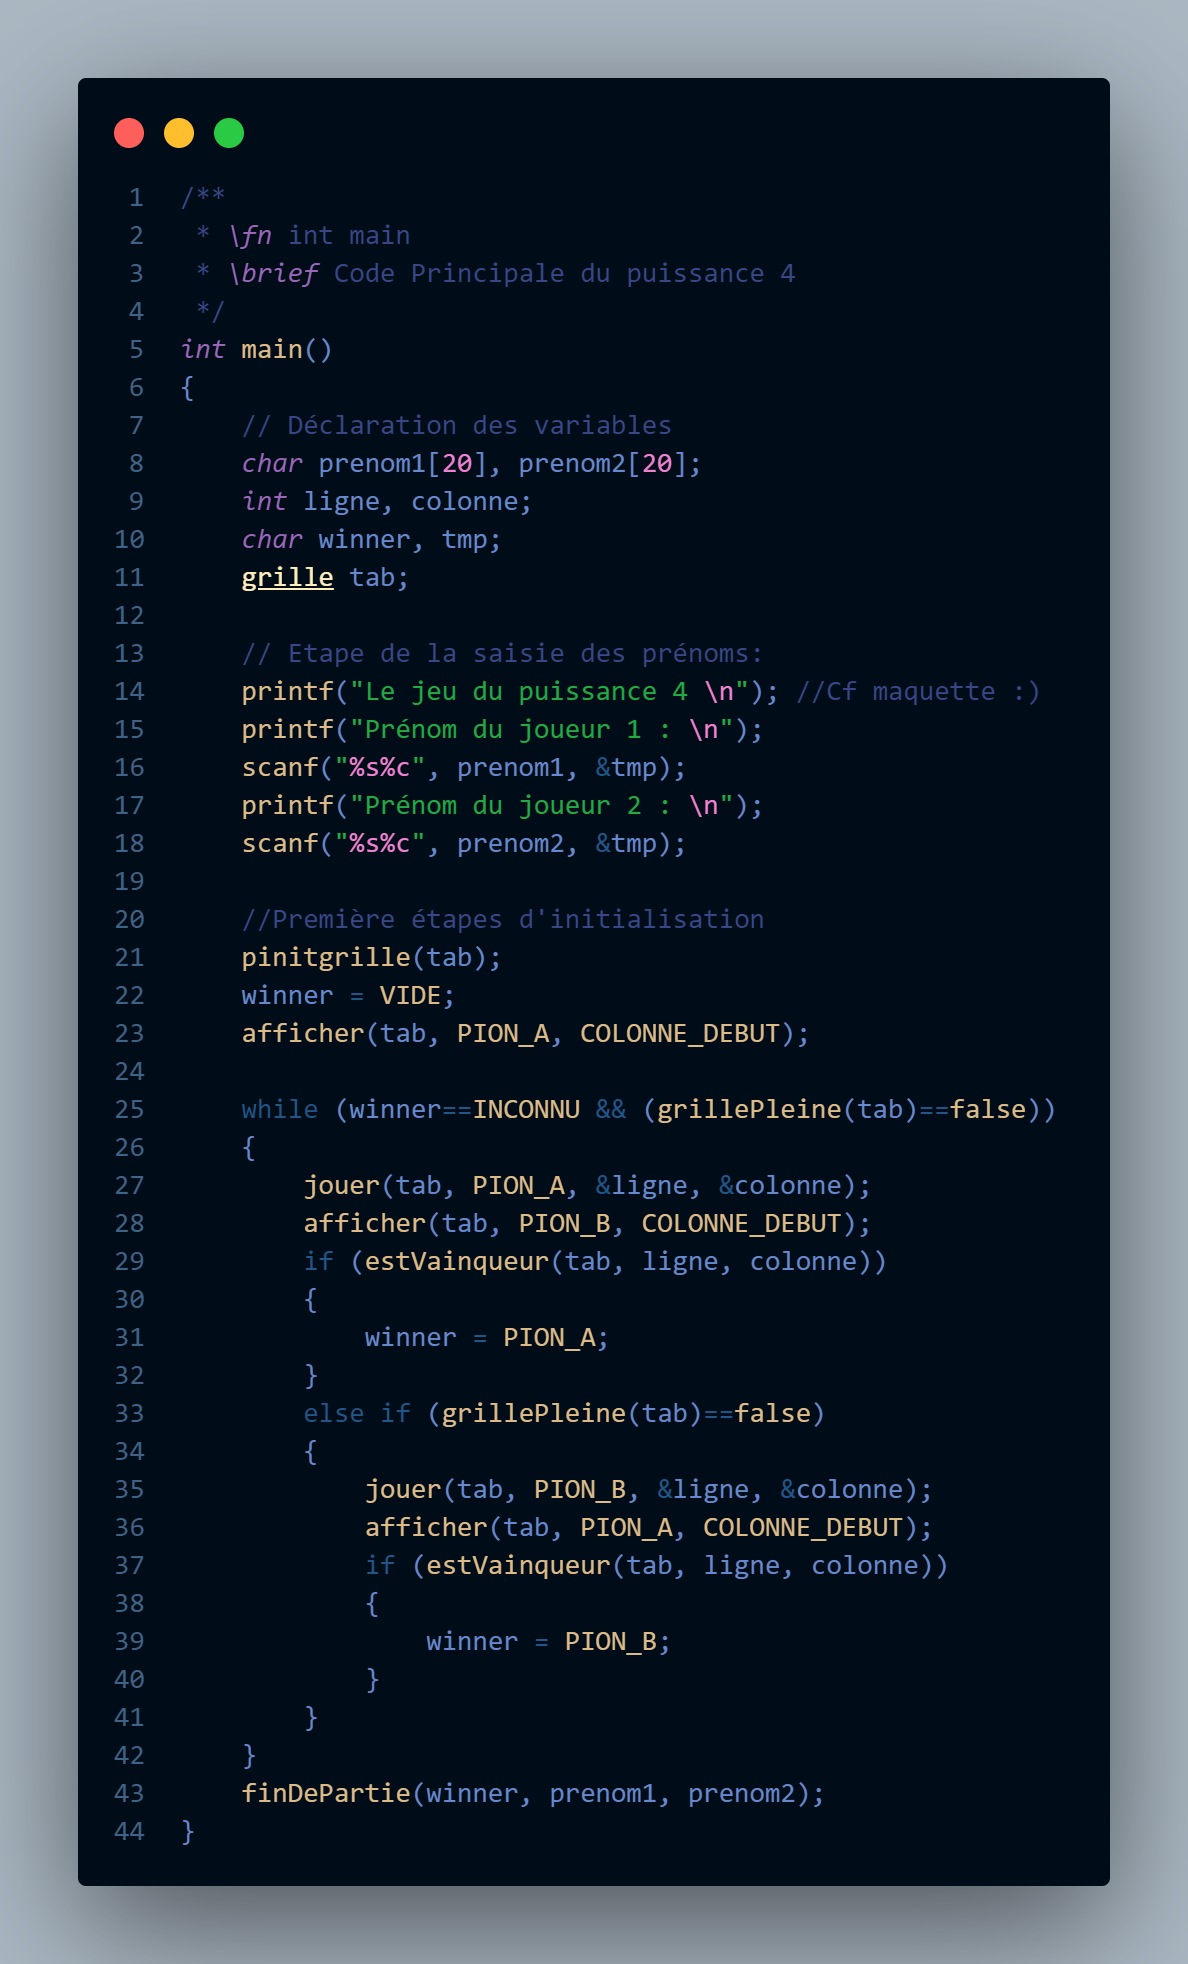 1 /**
2  * \fn int main
3  * \brief Code Principale du puissance 4
4  */
5 int main()
6 {
7     // Déclaration des variables
8     char prenom1[20], prenom2[20];
9     int ligne, colonne;
10     char winner, tmp;
11     grille tab;
12
13     // Etape de la saisie des prénoms:
14     printf("Le jeu du puissance 4 \n"); //Cf maquette :)
15     printf("Prénom du joueur 1 : \n");
16     scanf("%s%c", prenom1, &tmp);
17     printf("Prénom du joueur 2 : \n");
18     scanf("%s%c", prenom2, &tmp);
19
20     //Première étapes d'initialisation
21     pinitgrille(tab);
22     winner = VIDE;
23     afficher(tab, PION_A, COLONNE_DEBUT);
24
25     while (winner==INCONNU && (grillePleine(tab)==false))
26     {
27         jouer(tab, PION_A, &ligne, &colonne);
28         afficher(tab, PION_B, COLONNE_DEBUT);
29         if (estVainqueur(tab, ligne, colonne))
30         {
31             winner = PION_A;
32         }
33         else if (grillePleine(tab)==false)
34         {
35             jouer(tab, PION_B, &ligne, &colonne);
36             afficher(tab, PION_A, COLONNE_DEBUT);
37             if (estVainqueur(tab, ligne, colonne))
38             {
39                 winner = PION_B;
40             }
41         }
42     }
43     finDePartie(winner, prenom1, prenom2);
44 }